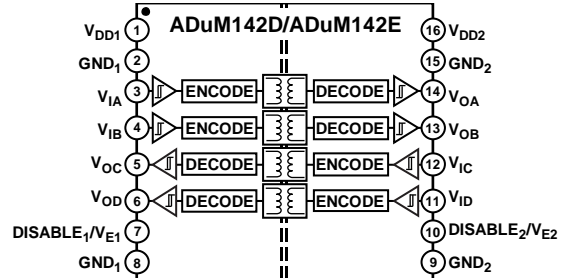 ADuM142D/ADuM142E
VDD1 1 16 VDD2
GND1 2 15 GND2
VIA 3 ENCODE DECODE 14 VOA
VIB 4 ENCODE DECODE 13 VOB
VOC 5 DECODE ENCODE 12 VIC
VOD 6 DECODE ENCODE 11 VID
DISABLE1/VE1 7 10 DISABLE2/VE2
GND1 8 9 GND2